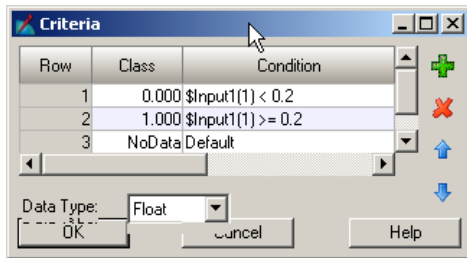 Criteria
Row Class Condition
1 0.000 $Input1(1) < 0.2
2 1.000 $Input1(1) >= 0.2
3 NoData Default
Data Type: Float
OK Cancel Help